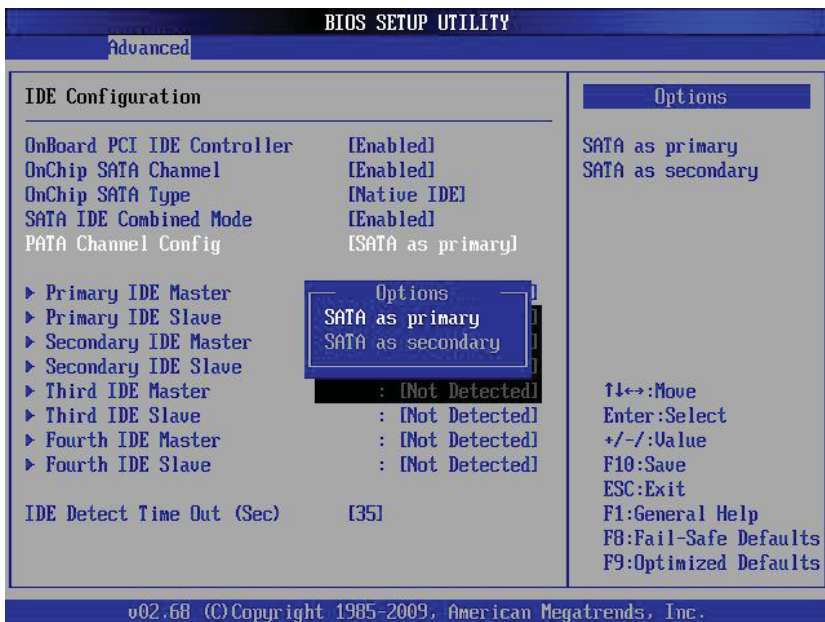 BIOS SETUP UTILITY
Advanced
IDE Configuration
OnBoard PCI IDE Controller [Enabled]
OnChip SATA Channel [Enabled]
OnChip SATA Type [Native IDE]
SATA IDE Combined Mode [Enabled]
PATA Channel Config [SATA as primary]
Primary IDE Master ]
Primary IDE Slave ]
Secondary IDE Master ]
Secondary IDE Slave ]
Third IDE Master : [Not Detected]
Third IDE Slave : [Not Detected]
Fourth IDE Master : [Not Detected]
Fourth IDE Slave : [Not Detected]
IDE Detect Time Out (Sec) [35]
Options
SATA as primary
SATA as secondary
Options
SATA as primary
SATA as secondary
↑↓↔:Move
Enter:Select
+/-/:Value
F10:Save
ESC:Exit
F1:General Help
F8:Fail-Safe Defaults
F9:Optimized Defaults
v02.68 (C)Copyright 1985-2009, American Megatrends, Inc.